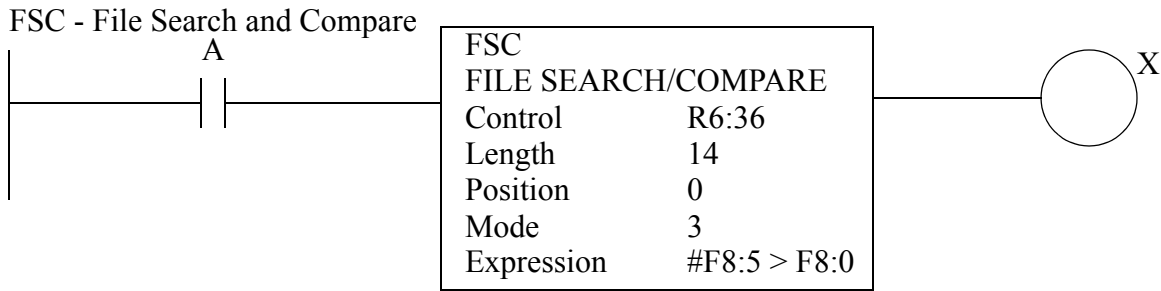 FSC - File Search and Compare
A
FSC
FILE SEARCH/COMPARE
Control R6:36
Length 14
Position 0
Mode 3
Expression #F8:5 > F8:0
X